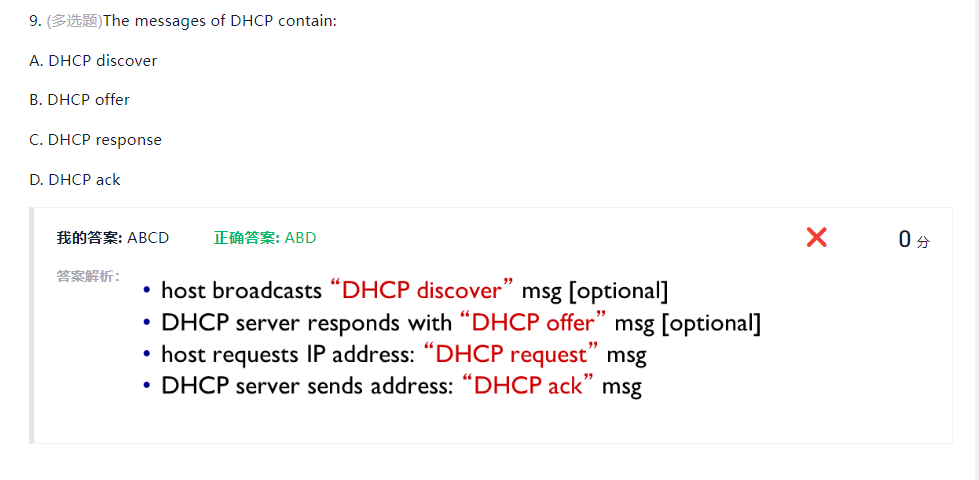 9. (多选题)The messages of DHCP contain:
A. DHCP discover
B. DHCP offer
C. DHCP response
D. DHCP ack
我的答案: ABCD 正确答案: ABD 0 分
答案解析：
• host broadcasts “DHCP discover” msg [optional]
• DHCP server responds with “DHCP offer” msg [optional]
• host requests IP address: “DHCP request” msg
• DHCP server sends address: “DHCP ack” msg